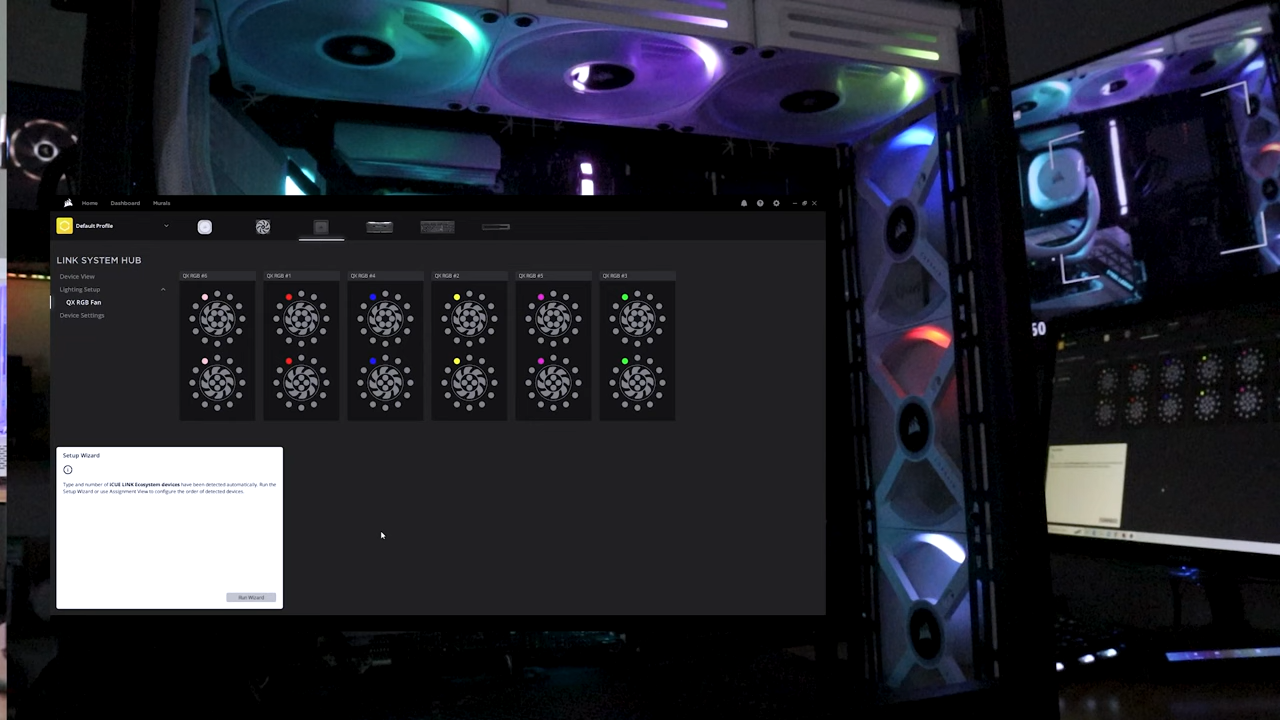 Home Dashboard Murals
Default Profile
LINK SYSTEM HUB
Device View
Lighting Setup
QX RGB Fan
Device Settings
QX RGB #6 QX RGB #1 QX RGB #4 QX RGB #2 QX RGB #5 QX RGB #3
Setup Wizard
Type and number of iCUE LINK Ecosystem devices have been detected automatically. Run the
Setup Wizard or use Assignment View to configure the order of detected devices.
Run Wizard
50